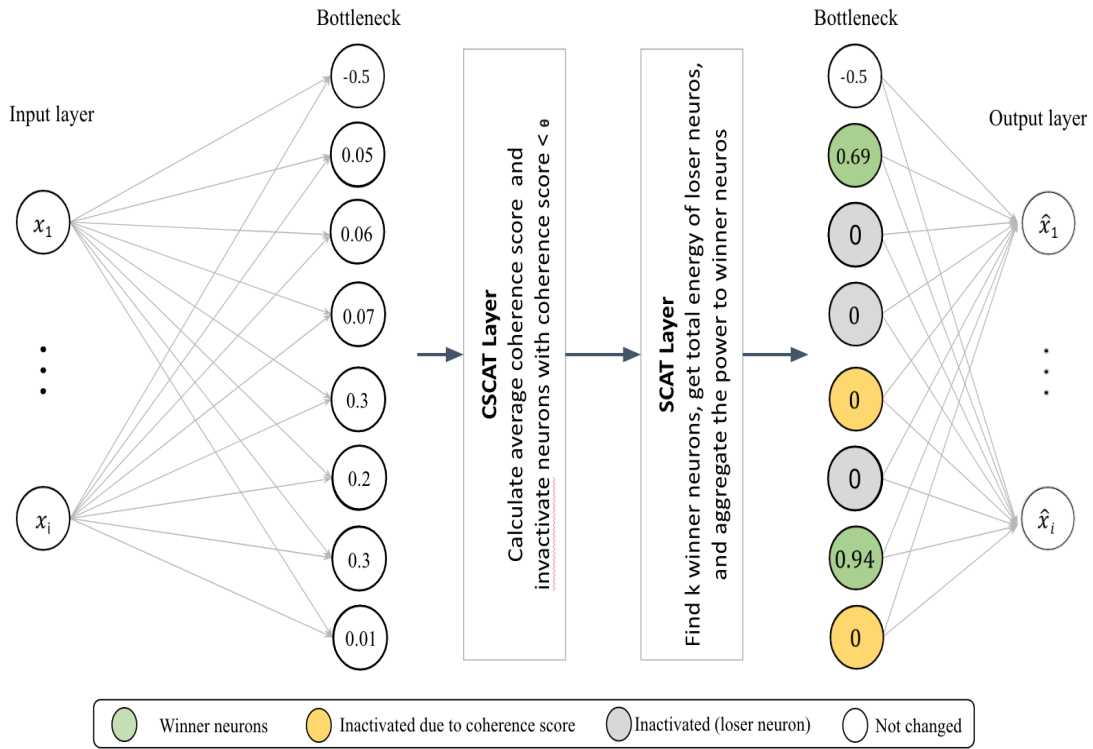 Bottleneck
Bottleneck
Input layer
Output layer
x₁
xᵢ
-0.5
0.05
0.06
0.07
0.3
0.2
0.3
0.01
CSCAT Layer
Calculate average coherence score and
invactivate neurons with coherence score < θ
SCAT Layer
Find k winner neurons, get total energy of loser neuros,
and aggregate the power to winner neuros
-0.5
0.69
0
0
0
0
0.94
0
x̂₁
x̂ᵢ
Winner neurons
Inactivated due to coherence score
Inactivated (loser neuron)
Not changed